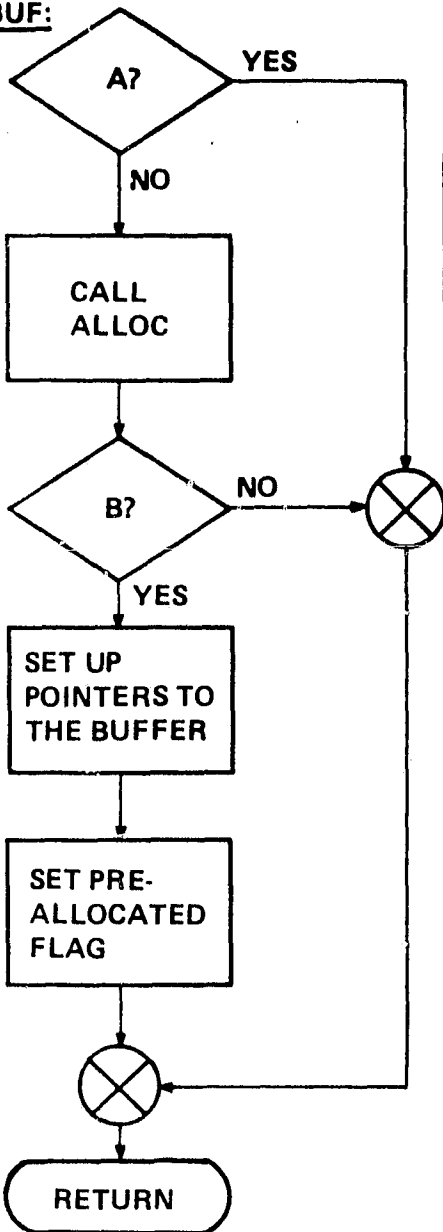 BUF:
A?
YES
NO
CALL
ALLOC
B?
NO
YES
SET UP
POINTERS TO
THE BUFFER
SET PRE-
ALLOCATED
FLAG
RETURN